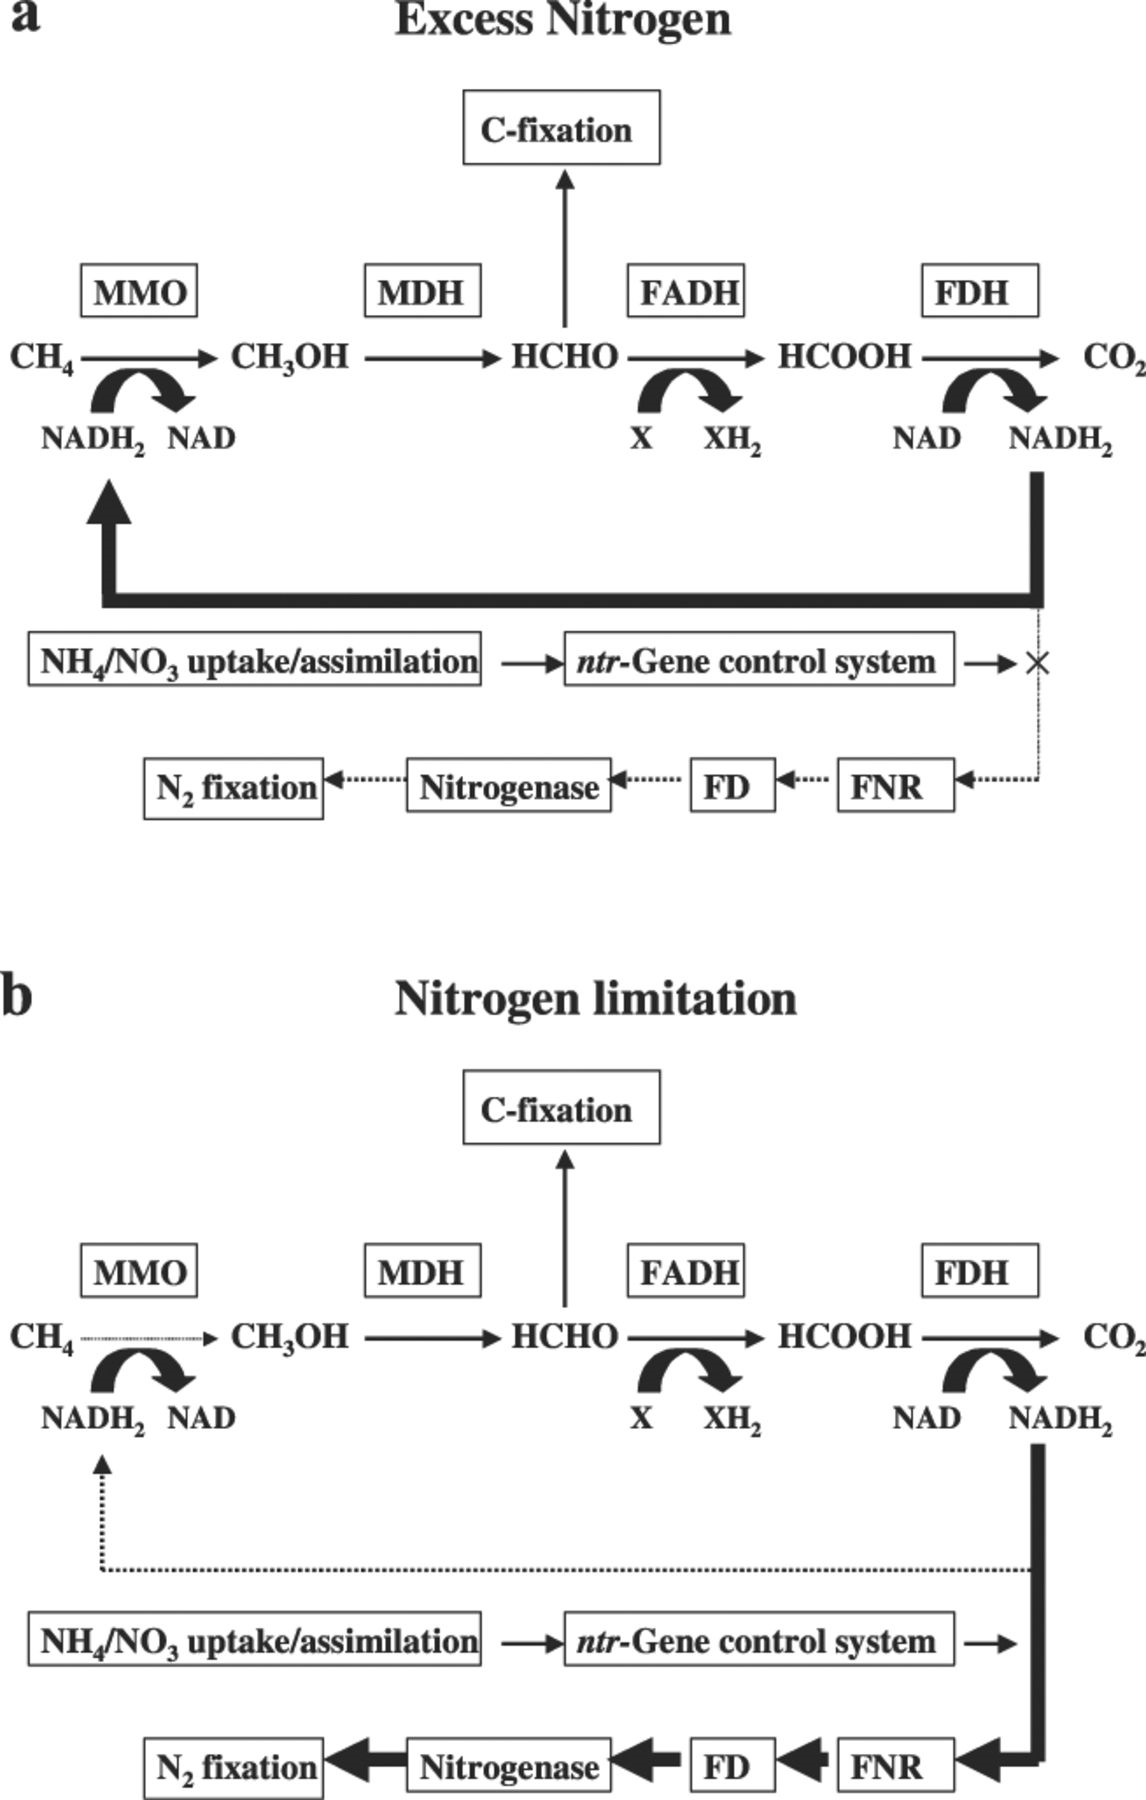 a
Excess Nitrogen
C-fixation
MMO MDH FADH FDH
CH4 CH3OH HCHO HCOOH CO2
NADH2 NAD X XH2 NAD NADH2
NH4/NO3 uptake/assimilation ntr-Gene control system
N2 fixation Nitrogenase FD FNR
b
Nitrogen limitation
C-fixation
MMO MDH FADH FDH
CH4 CH3OH HCHO HCOOH CO2
NADH2 NAD X XH2 NAD NADH2
NH4/NO3 uptake/assimilation ntr-Gene control system
N2 fixation Nitrogenase FD FNR